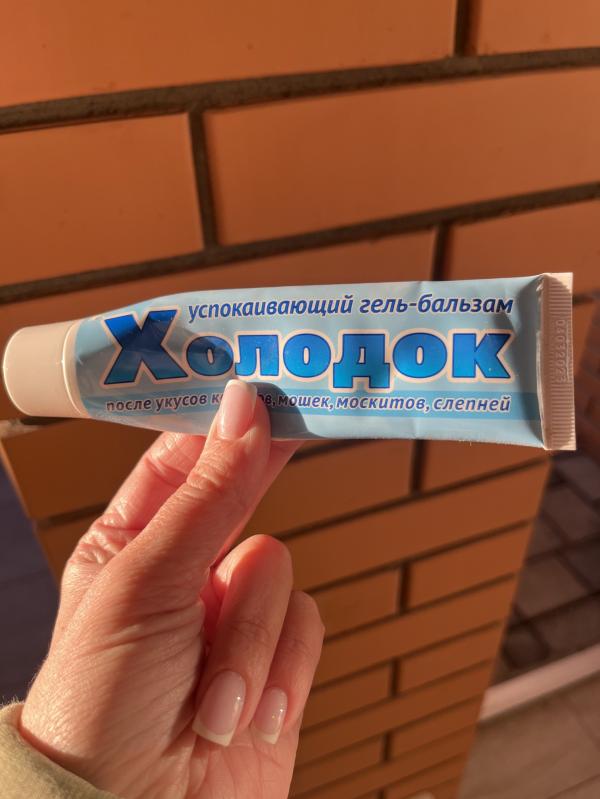 успокаивающий гель-бальзам
Холодок
после укусов мошек, москитов, слепней